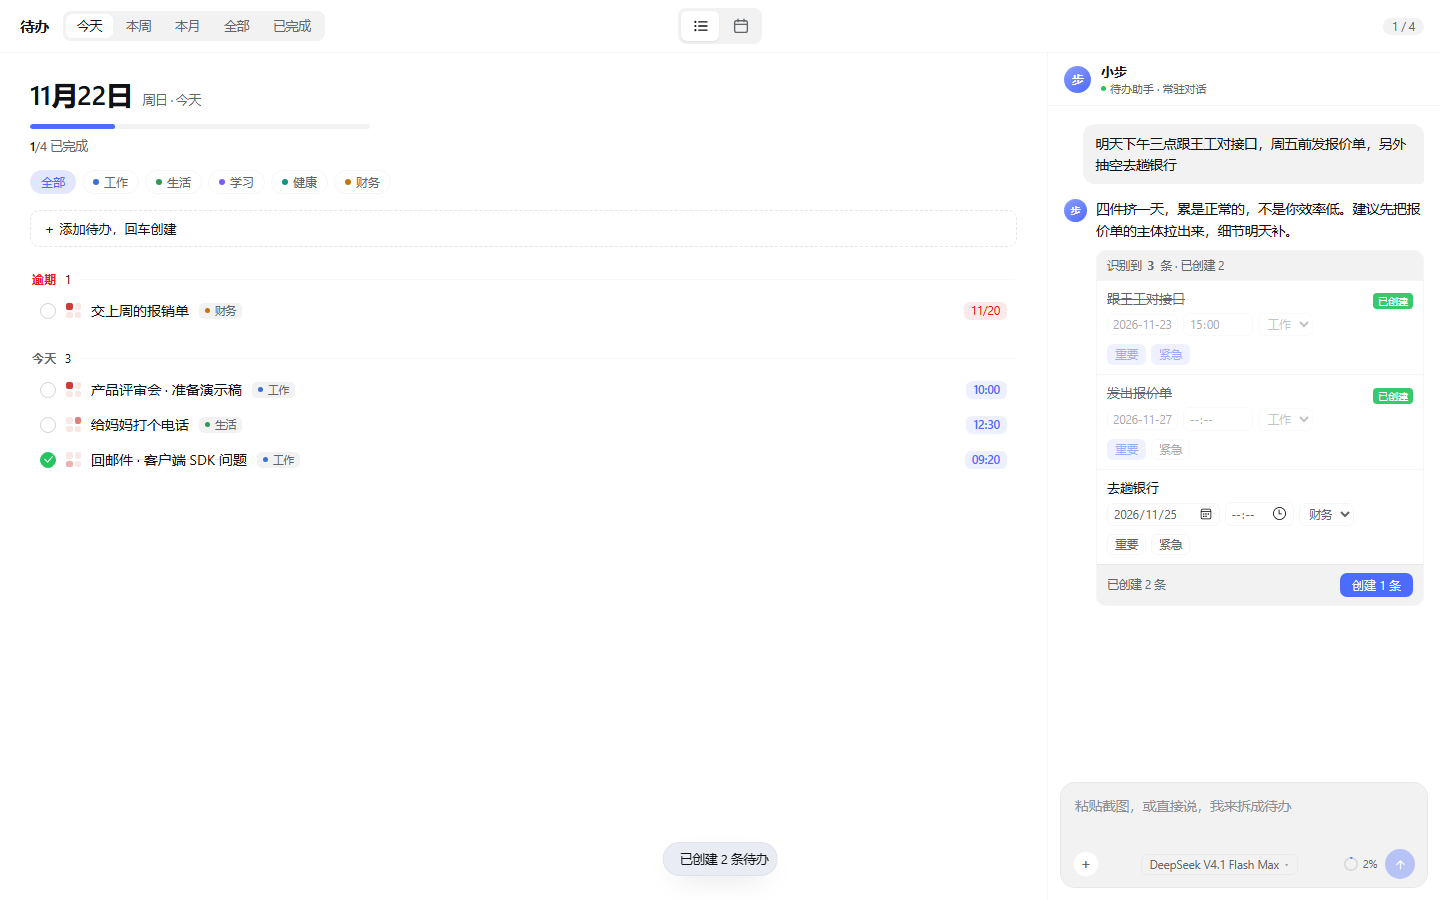 待办 今天 本周 本月 全部 已完成
1 / 4
11月22日 周日 · 今天
1/4 已完成
全部 工作 生活 学习 健康 财务
+ 添加待办，回车创建
逾期 1
交上周的报销单 财务 11/20
今天 3
产品评审会 · 准备演示稿 工作 10:00
给妈妈打个电话 生活 12:30
回邮件 · 客户端 SDK 问题 工作 09:20
已创建 2 条待办
步 小步
待办助手 · 常驻对话
明天下午三点跟王工对接口，周五前发报价单，另外
抽空去趟银行
步 四件挤一天，累是正常的，不是你效率低。建议先把报
价单的主体拉出来，细节明天补。
识别到 3 条 · 已创建 2
跟王工对接口 已创建
2026-11-23 15:00 工作
重要 紧急
发出报价单 已创建
2026-11-27 --:-- 工作
重要 紧急
去趟银行
2026/11/25 --:-- 财务
重要 紧急
已创建 2 条 创建 1 条
粘贴截图，或直接说，我来拆成待办
+ DeepSeek V4.1 Flash Max 2%